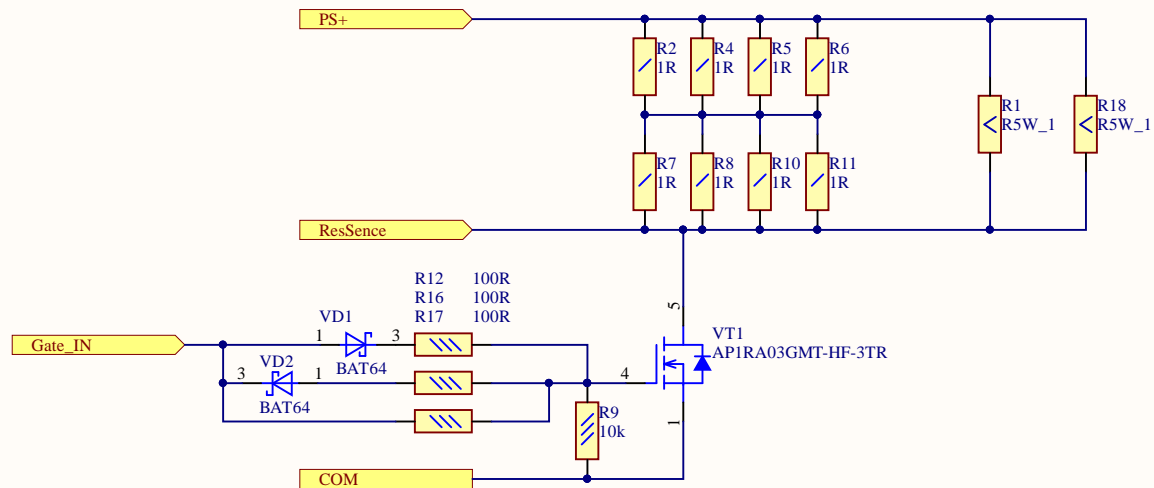 PS+
R2 R4 R5 R6
1R 1R 1R 1R
R1 R18
R5W_1 R5W_1
R7 R8 R10 R11
1R 1R 1R 1R
ResSence
R12 100R
R16 100R
R17 100R
VD1
5
VT1
AP1RA03GMT-HF-3TR
1 3
Gate_IN
VD2
BAT64
3 1
4
BAT64
R9
10k
1
COM